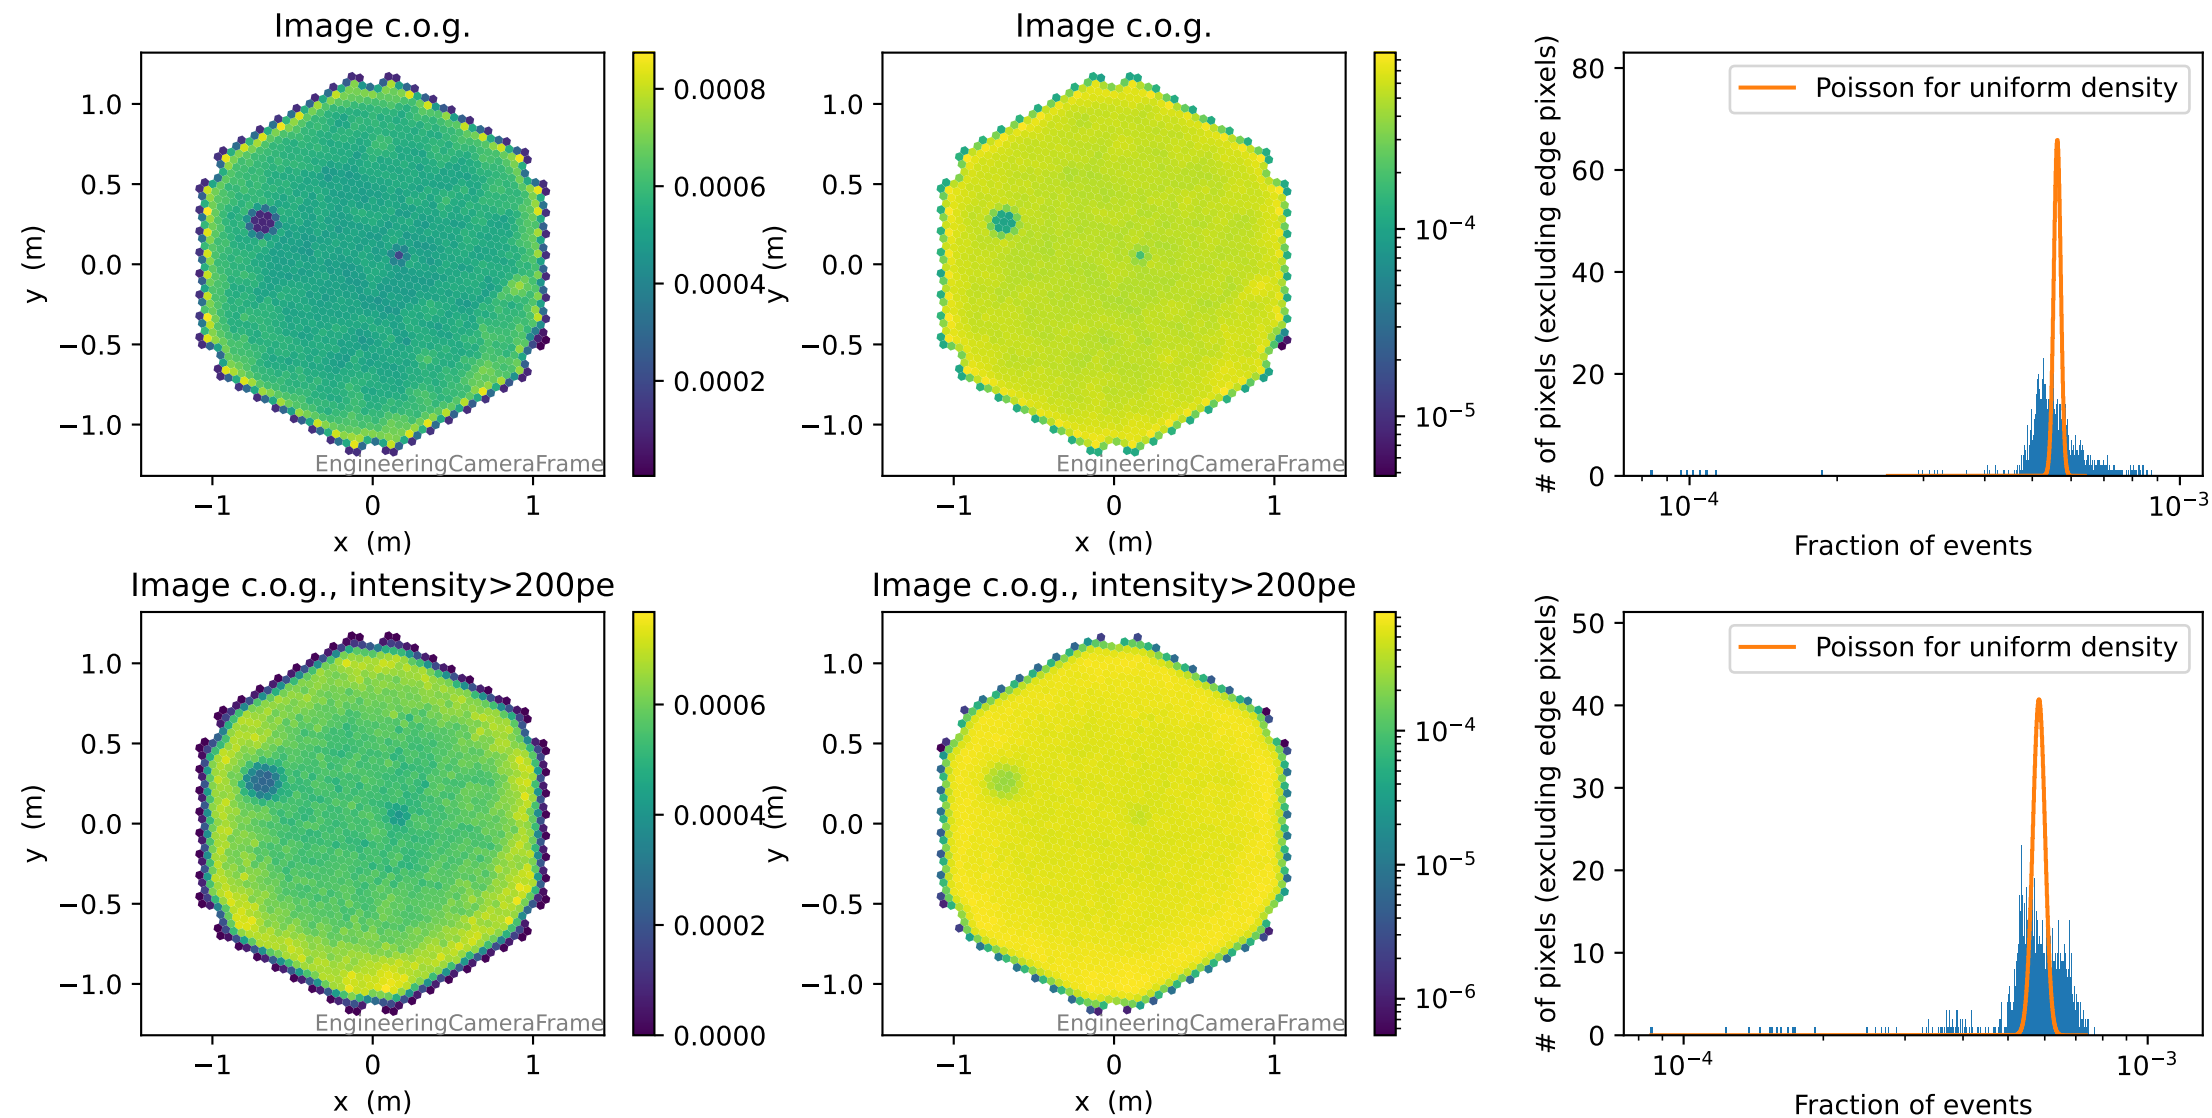 Image c.o.g.
y (m)
1.0
0.5
0.0
−0.5
−1.0
−1 0 1
x (m)
EngineeringCameraFrame
0.0008
0.0006
0.0004
0.0002
Image c.o.g.
y (m)
1.0
0.5
0.0
−0.5
−1.0
−1 0 1
x (m)
EngineeringCameraFrame
10⁻⁴
10⁻⁵
# of pixels (excluding edge pixels)
80
60
40
20
0
Poisson for uniform density
10⁻⁴ 10⁻³
Fraction of events
Image c.o.g., intensity>200pe
y (m)
1.0
0.5
0.0
−0.5
−1.0
−1 0 1
x (m)
EngineeringCameraFrame
0.0006
0.0004
0.0002
0.0000
Image c.o.g., intensity>200pe
y (m)
1.0
0.5
0.0
−0.5
−1.0
−1 0 1
x (m)
EngineeringCameraFrame
10⁻⁴
10⁻⁵
10⁻⁶
# of pixels (excluding edge pixels)
50
40
30
20
10
0
Poisson for uniform density
10⁻⁴ 10⁻³
Fraction of events